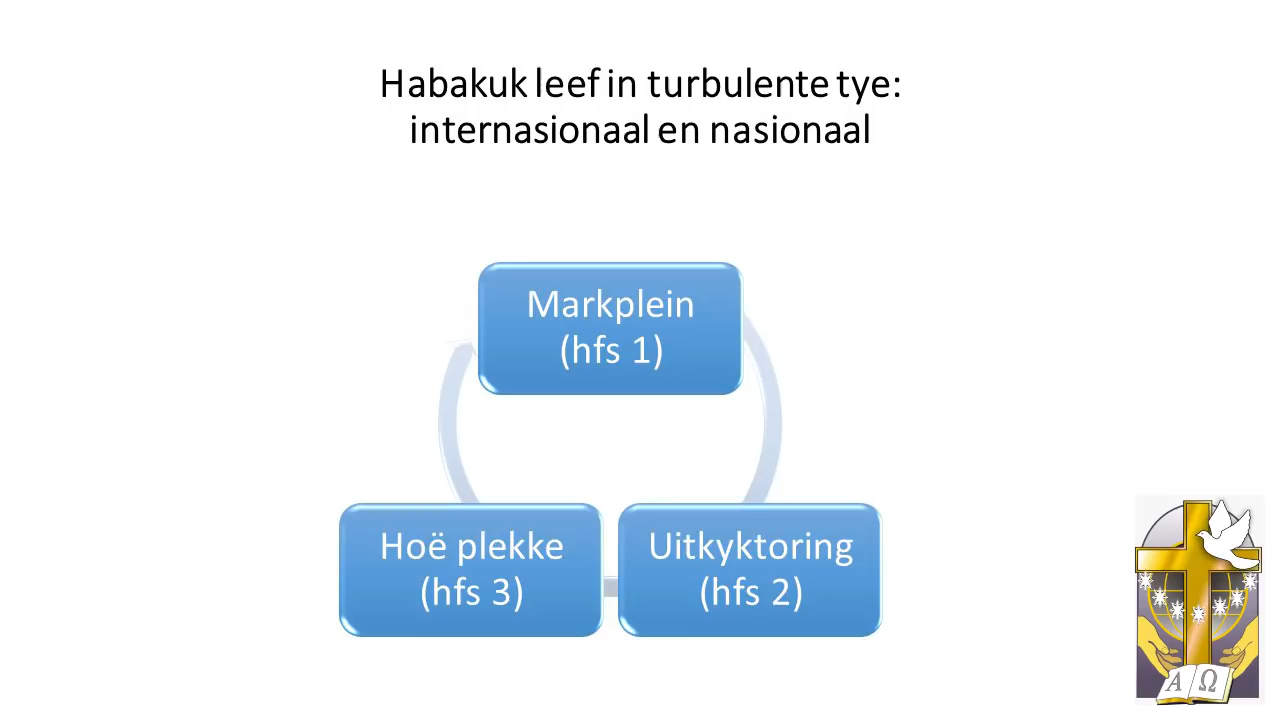 Habakuk leef in turbulente tye:
internasionaal en nasionaal
Markplein
(hfs 1)
Hoë plekke
(hfs 3)
Uitkyktoring
(hfs 2)
Α Ω